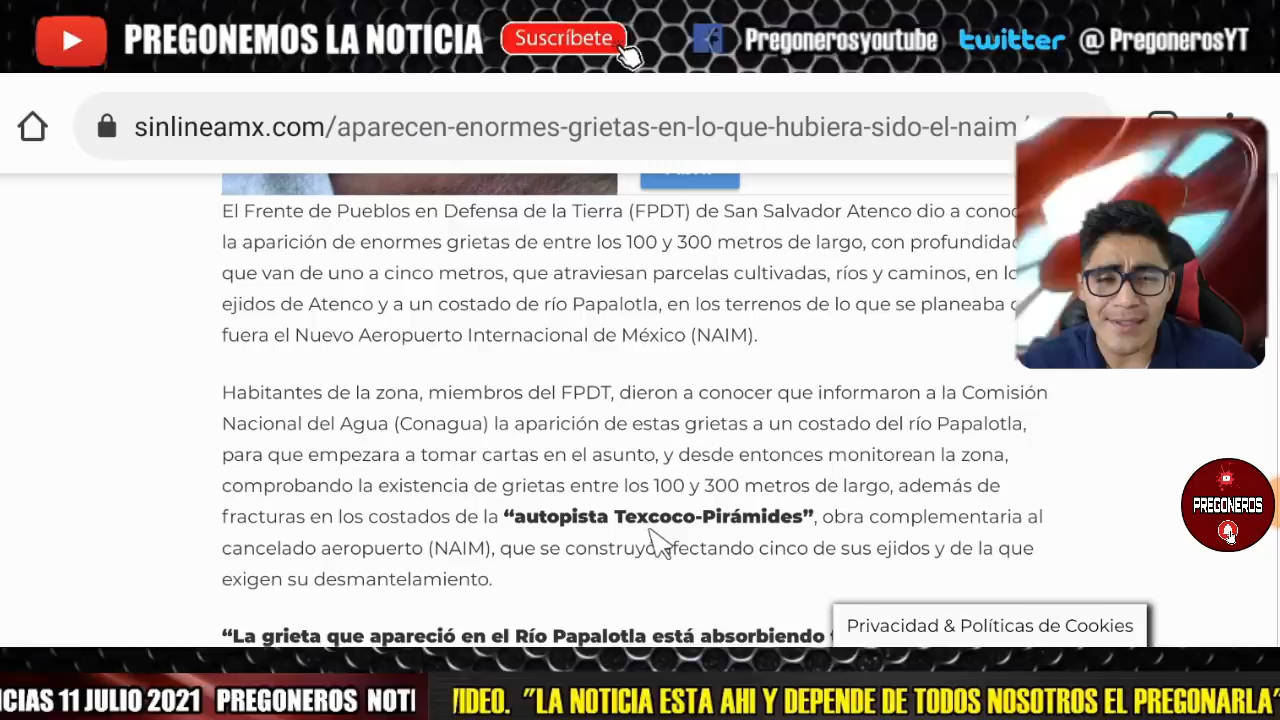 PREGONEMOS LA NOTICIA
Suscríbete
Pregonerosyoutube
twitter
@ PregonerosYT
sinlineamx.com/aparecen-enormes-grietas-en-lo-que-hubiera-sido-el-naim/
El Frente de Pueblos en Defensa de la Tierra (FPDT) de San Salvador Atenco dio a
la aparición de enormes grietas de entre los 100 y 300 metros de largo, con
que van de uno a cinco metros, que atraviesan parcelas cultivadas, ríos y caminos, en
ejidos de Atenco y a un costado de río Papalotla, en los terrenos de lo que se planeaba
fuera el Nuevo Aeropuerto Internacional de México (NAIM).
Habitantes de la zona, miembros del FPDT, dieron a conocer que informaron a la Comisión
Nacional del Agua (Conagua) la aparición de estas grietas a un costado del río Papalotla,
para que empezara a tomar cartas en el asunto, y desde entonces monitorean la zona,
comprobando la existencia de grietas entre los 100 y 300 metros de largo, además de
fracturas en los costados de la “autopista Texcoco-Pirámides”, obra complementaria al
cancelado aeropuerto (NAIM), que se construyó afectando cinco de sus ejidos y de la que
exigen su desmantelamiento.
“La grieta que apareció en el Río Papalotla está absorbiendo
Privacidad & Políticas de Cookies
PREGONEROS
CIAS 11 JULIO 2021 PREGONEROS NOTI
VIDEO. "LA NOTICIA ESTA AHI Y DEPENDE DE TODOS NOSOTROS EL PREGONARLA"